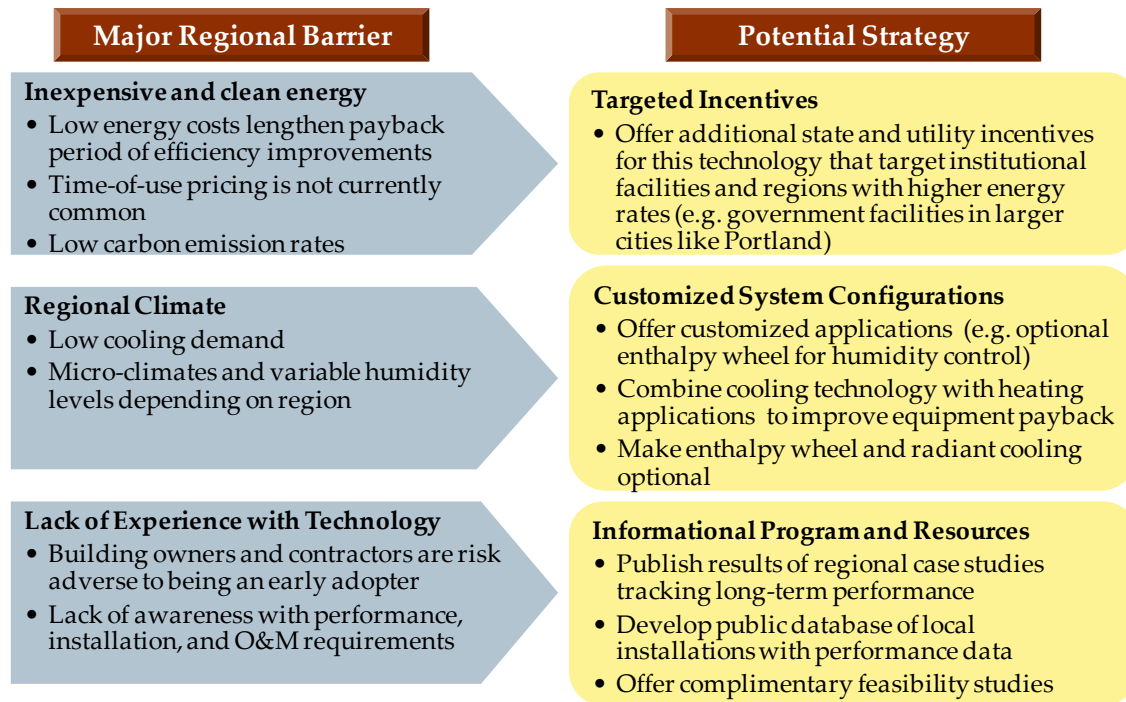 Major Regional Barrier
Potential Strategy
Inexpensive and clean energy
• Low energy costs lengthen payback
period of efficiency improvements
• Time-of-use pricing is not currently
common
• Low carbon emission rates
Targeted Incentives
• Offer additional state and utility incentives
for this technology that target institutional
facilities and regions with higher energy
rates (e.g. government facilities in larger
cities like Portland)
Regional Climate
• Low cooling demand
• Micro-climates and variable humidity
levels depending on region
Customized System Configurations
• Offer customized applications (e.g. optional
enthalpy wheel for humidity control)
• Combine cooling technology with heating
applications to improve equipment payback
• Make enthalpy wheel and radiant cooling
optional
Lack of Experience with Technology
• Building owners and contractors are risk
adverse to being an early adopter
• Lack of awareness with performance,
installation, and O&M requirements
Informational Program and Resources
• Publish results of regional case studies
tracking long-term performance
• Develop public database of local
installations with performance data
• Offer complimentary feasibility studies